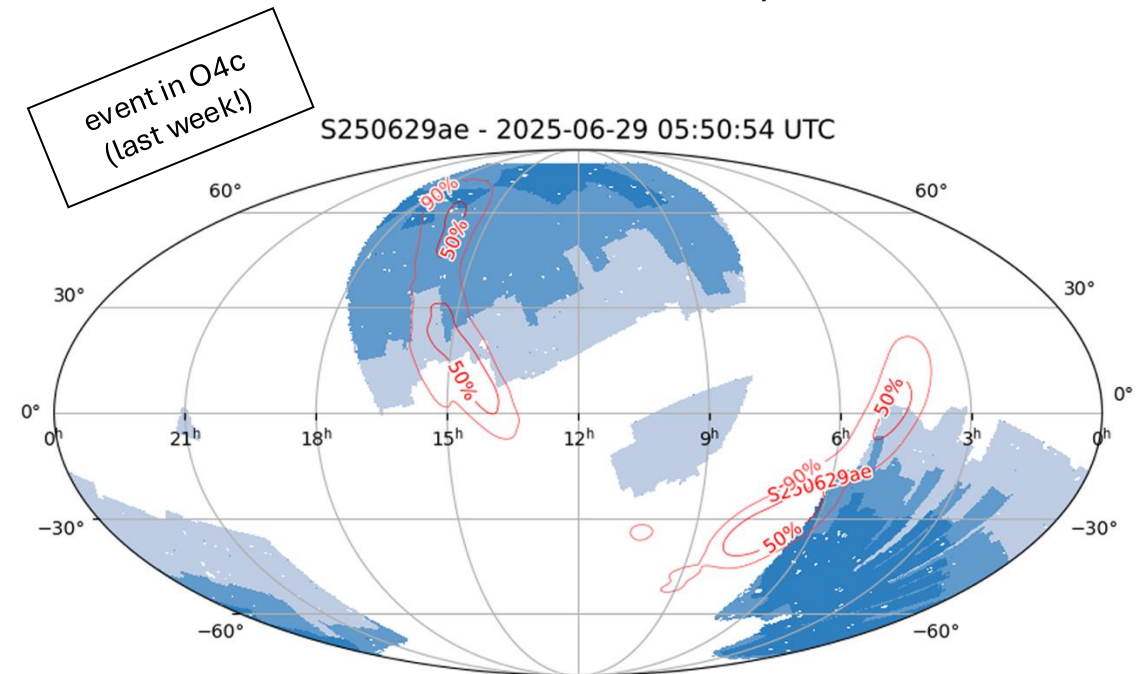 event in O4c
(last week!)
S250629ae - 2025-06-29 05:50:54 UTC
60° 60°
90%
50%
30° 30°
50%
50%
0° 0°
0h 21h 18h 15h 12h 9h 6h 3h 0h
90%
S250629ae
50%
−30° −30°
−60° −60°